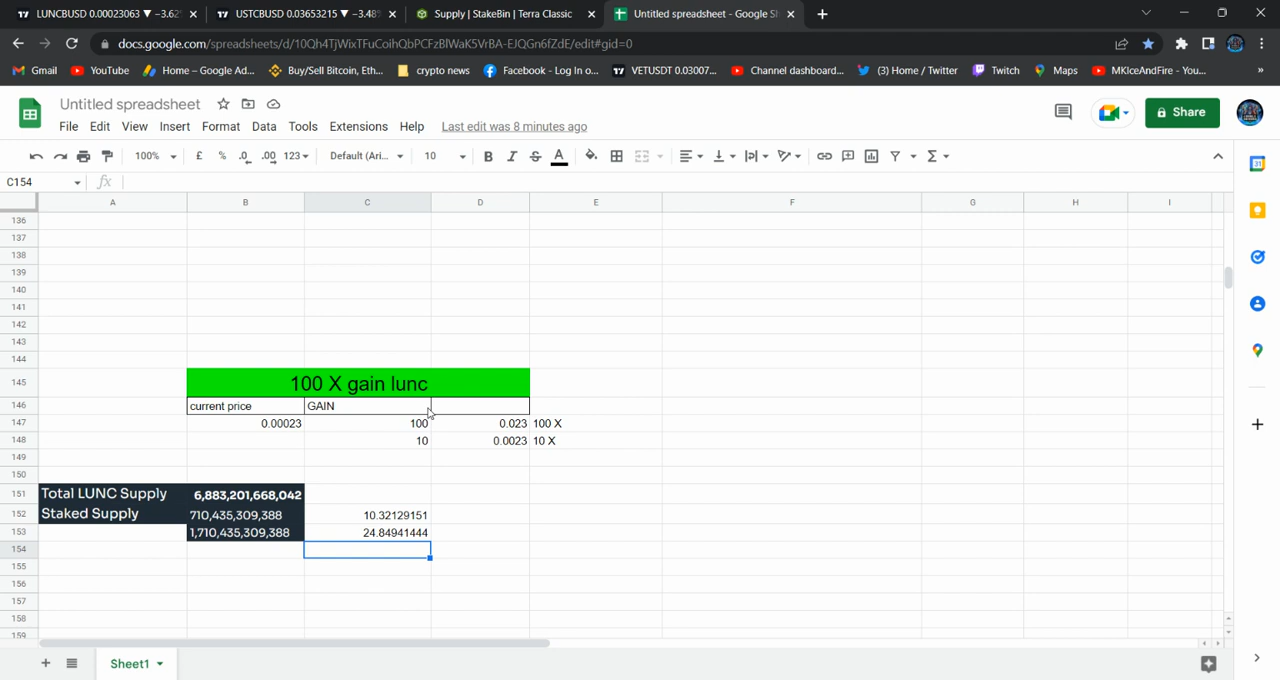 LUNCBUSD 0.00023063 ▼ −3.62
USTCBUSD 0.03653215 ▼ −3.48
Supply | StakeBin | Terra Classic
Untitled spreadsheet - Google Sh
docs.google.com/spreadsheets/d/10Qh4TjWixTFuCoihQbPCFzBlWaK5VrBA-EJQGn6fZdE/edit#gid=0
Gmail YouTube Home – Google Ad... Buy/Sell Bitcoin, Eth... crypto news Facebook - Log In o... VETUSDT 0.03007... Channel dashboard... (3) Home / Twitter Twitch Maps MKIceAndFire - You... »
Untitled spreadsheet
Share
File Edit View Insert Format Data Tools Extensions Help Last edit was 8 minutes ago
100% £ % .0 .00 123 Default (Ari... 10 B I S A Σ
C154 fx
A B C D E F G H I
136
137
138
139
140
141
142
143
144
145 100 X gain lunc
146 current price GAIN
147 0.00023 100 0.023 100 X
148 10 0.0023 10 X
149
150
151 Total LUNC Supply 6,883,201,668,042
152 Staked Supply 710,435,309,388 10.32129151
153 1,710,435,309,388 24.84941444
154
155
156
157
158
159
Sheet1